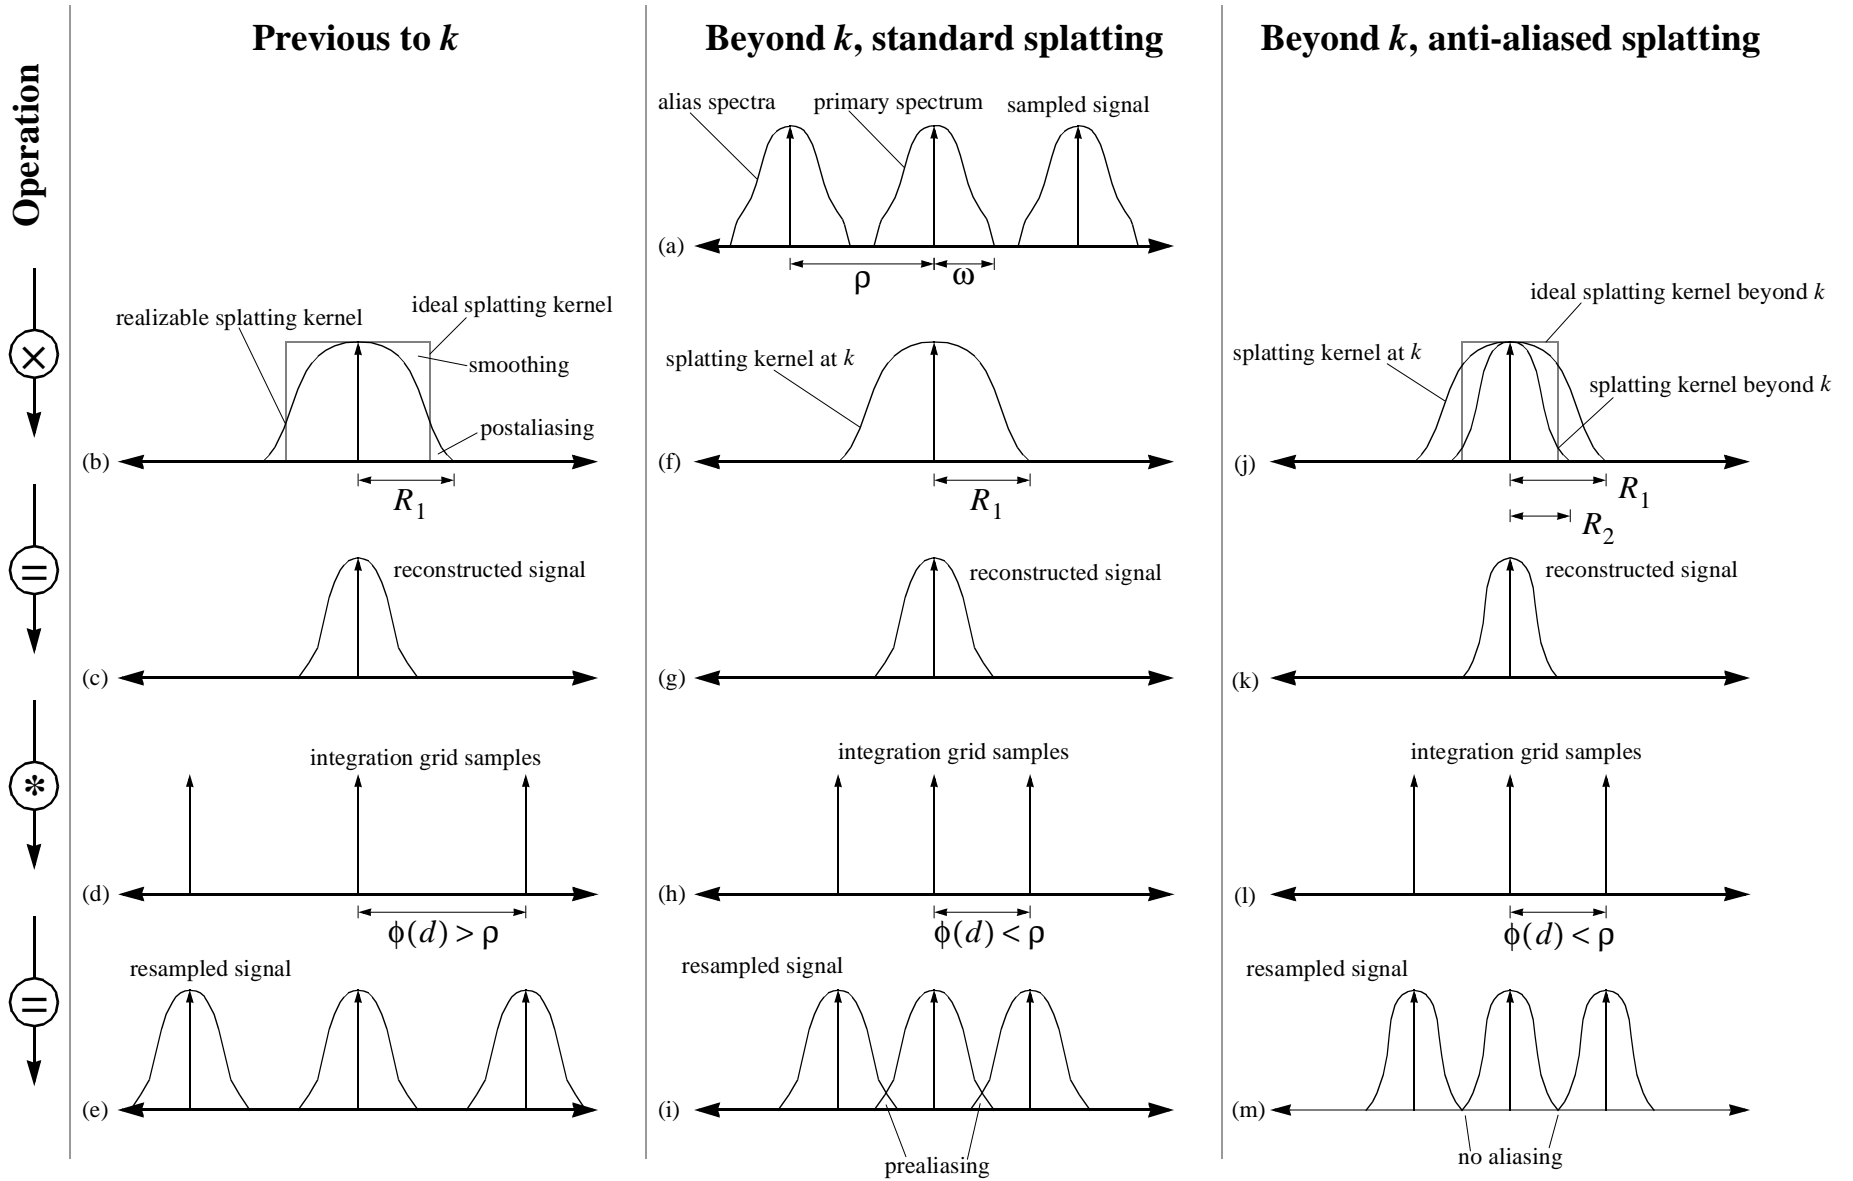 Operation
×
=
*
=
Previous to k
realizable splatting kernel
ideal splatting kernel
smoothing
postaliasing
(b)
R1
reconstructed signal
(c)
integration grid samples
(d)
ϕ(d) > ρ
resampled signal
(e)
Beyond k, standard splatting
alias spectra
primary spectrum
sampled signal
(a)
ρ
ω
splatting kernel at k
(f)
R1
reconstructed signal
(g)
integration grid samples
(h)
ϕ(d) < ρ
resampled signal
(i)
prealiasing
Beyond k, anti-aliased splatting
ideal splatting kernel beyond k
splatting kernel at k
splatting kernel beyond k
(j)
R1
R2
reconstructed signal
(k)
integration grid samples
(l)
ϕ(d) < ρ
resampled signal
(m)
no aliasing